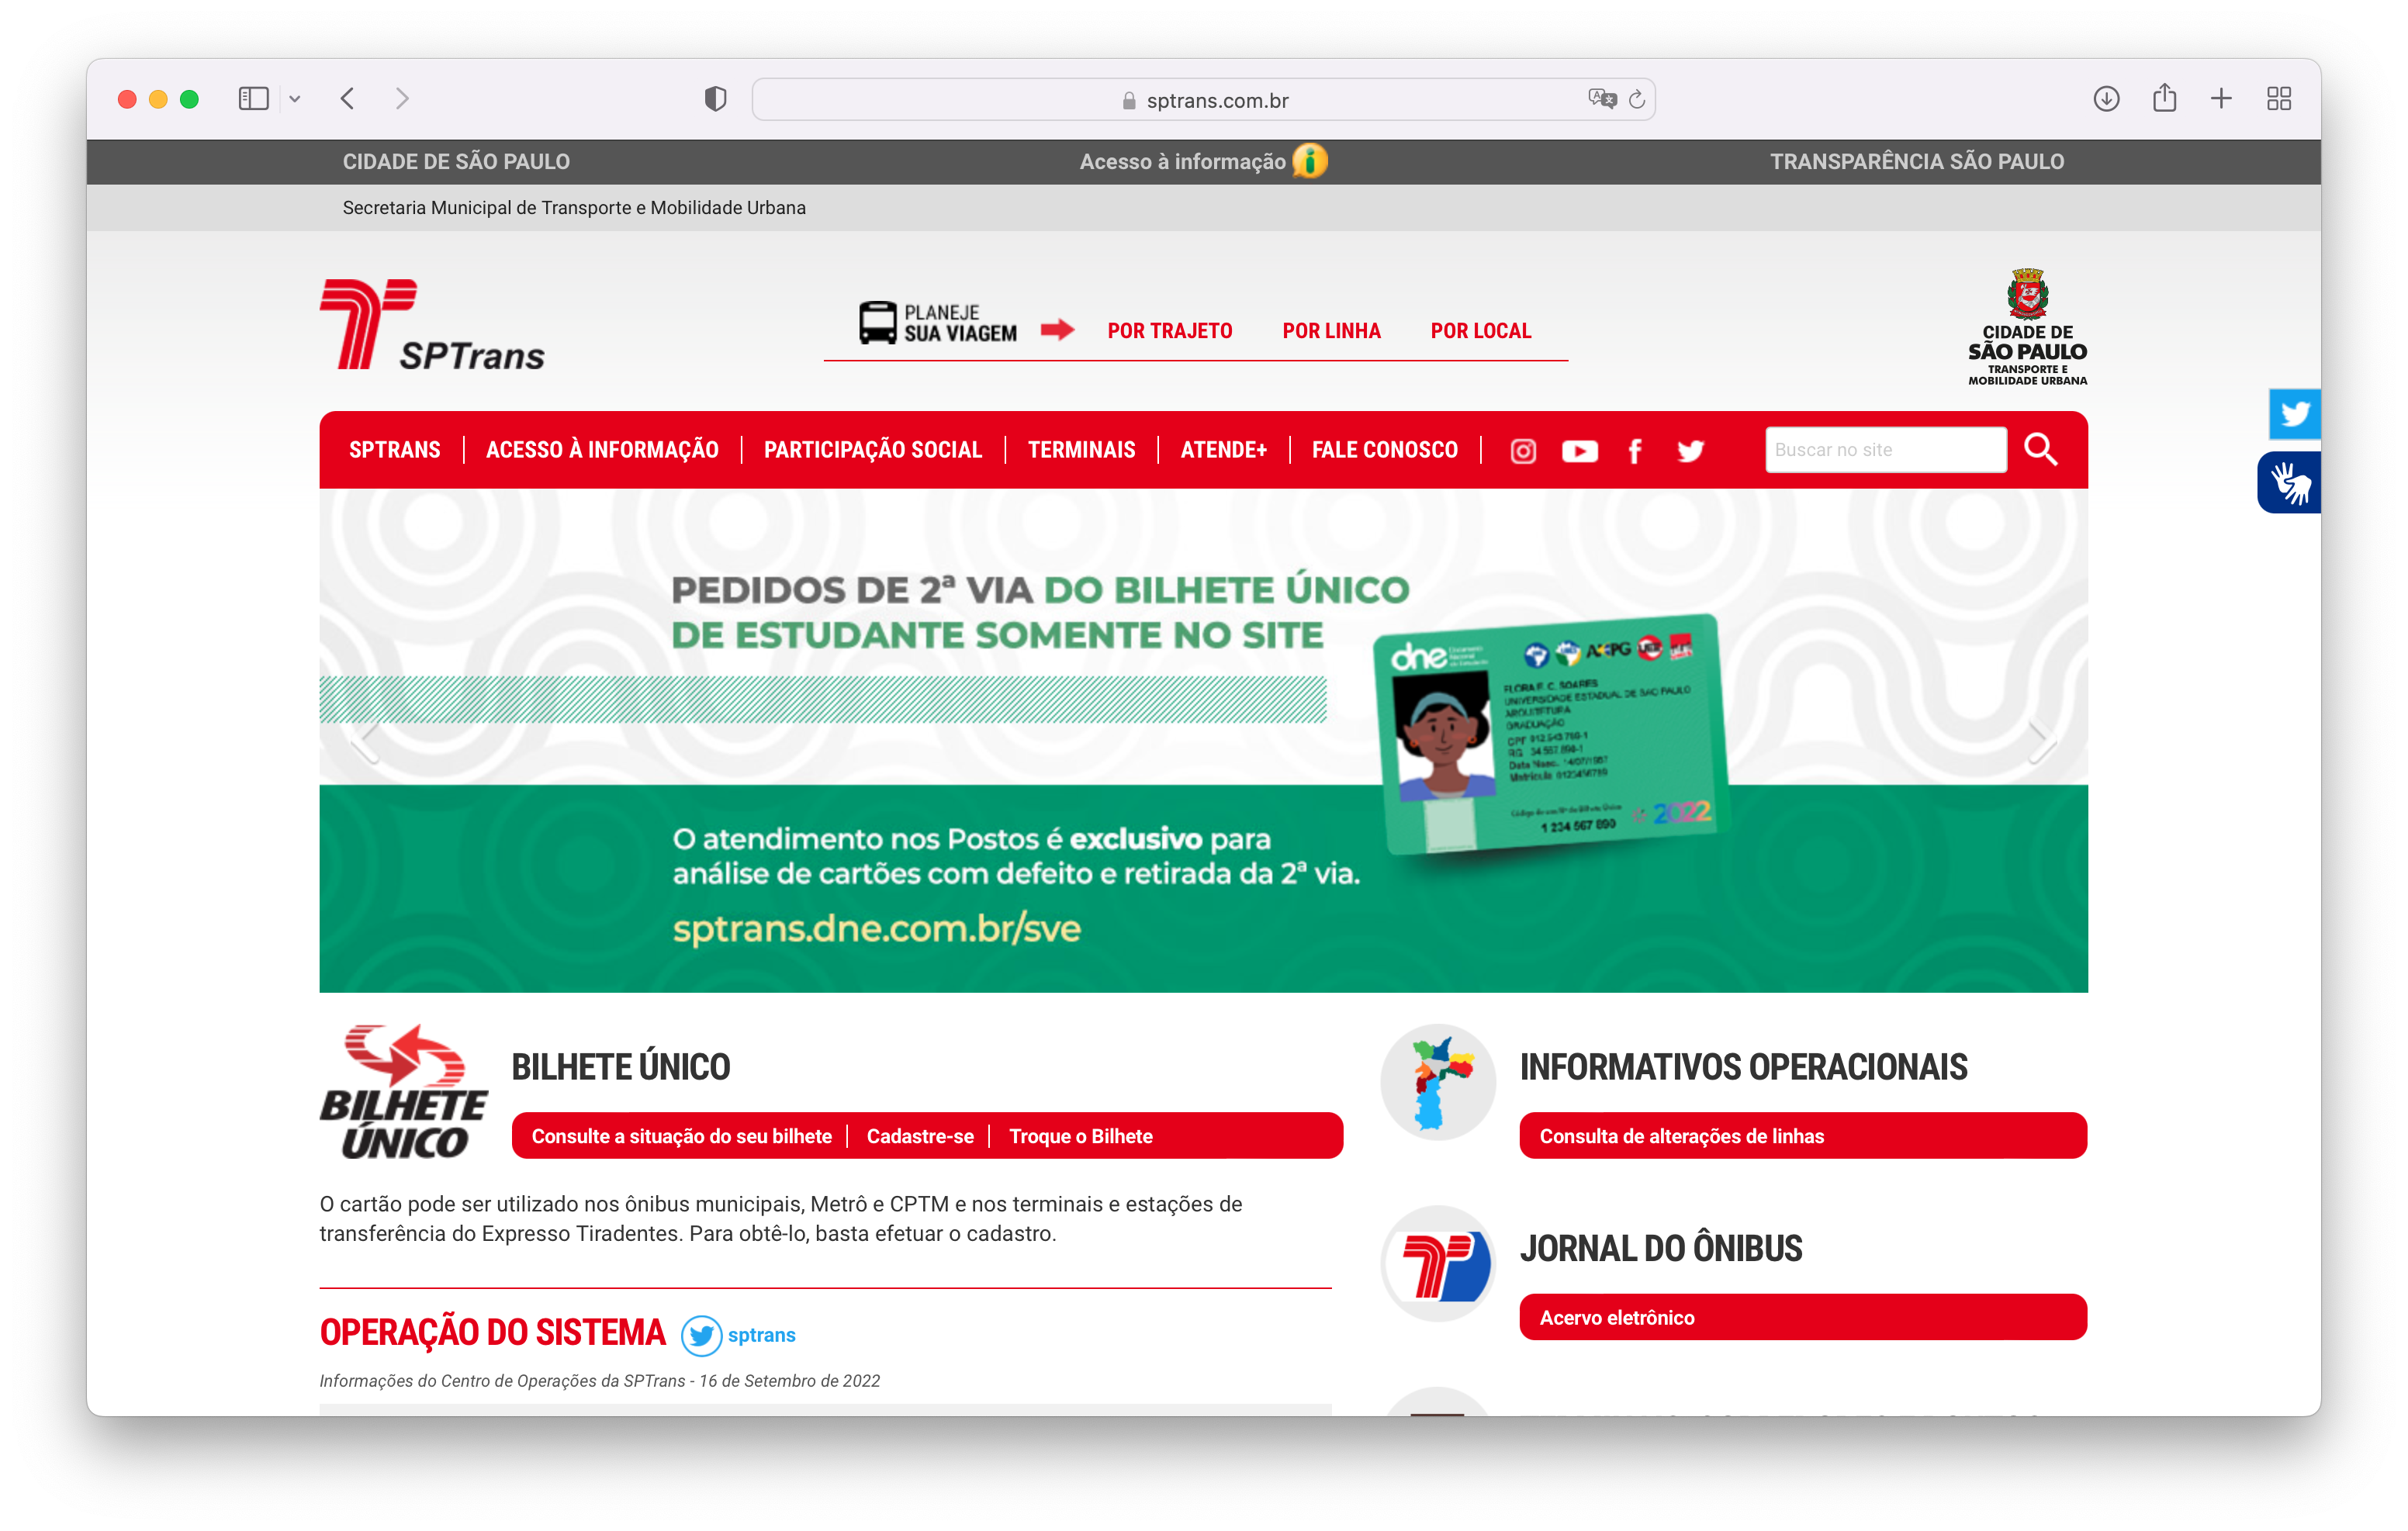 sptrans.com.br
CIDADE DE SÃO PAULO
Acesso à informação
TRANSPARÊNCIA SÃO PAULO
Secretaria Municipal de Transporte e Mobilidade Urbana
SPTrans
PLANEJE
SUA VIAGEM
POR TRAJETO
POR LINHA
POR LOCAL
CIDADE DE
SÃO PAULO
TRANSPORTE E
MOBILIDADE URBANA
SPTRANS
ACESSO À INFORMAÇÃO
PARTICIPAÇÃO SOCIAL
TERMINAIS
ATENDE+
FALE CONOSCO
Buscar no site
PEDIDOS DE 2ª VIA DO BILHETE ÚNICO
DE ESTUDANTE SOMENTE NO SITE
dne
FLORA E. C. SOARES
UNIVERSIDADE ESTADUAL DE SAO PAULO
ARQUITETURA
GRADUAÇÃO
Data Nasc. 14/07/1987
2022
1 234 567 890
O atendimento nos Postos é exclusivo para
análise de cartões com defeito e retirada da 2ª via.
sptrans.dne.com.br/sve
BILHETE
ÚNICO
BILHETE ÚNICO
Consulte a situação do seu bilhete
Cadastre-se
Troque o Bilhete
O cartão pode ser utilizado nos ônibus municipais, Metrô e CPTM e nos terminais e estações de
transferência do Expresso Tiradentes. Para obtê-lo, basta efetuar o cadastro.
OPERAÇÃO DO SISTEMA
sptrans
Informações do Centro de Operações da SPTrans - 16 de Setembro de 2022
INFORMATIVOS OPERACIONAIS
Consulta de alterações de linhas
JORNAL DO ÔNIBUS
Acervo eletrônico